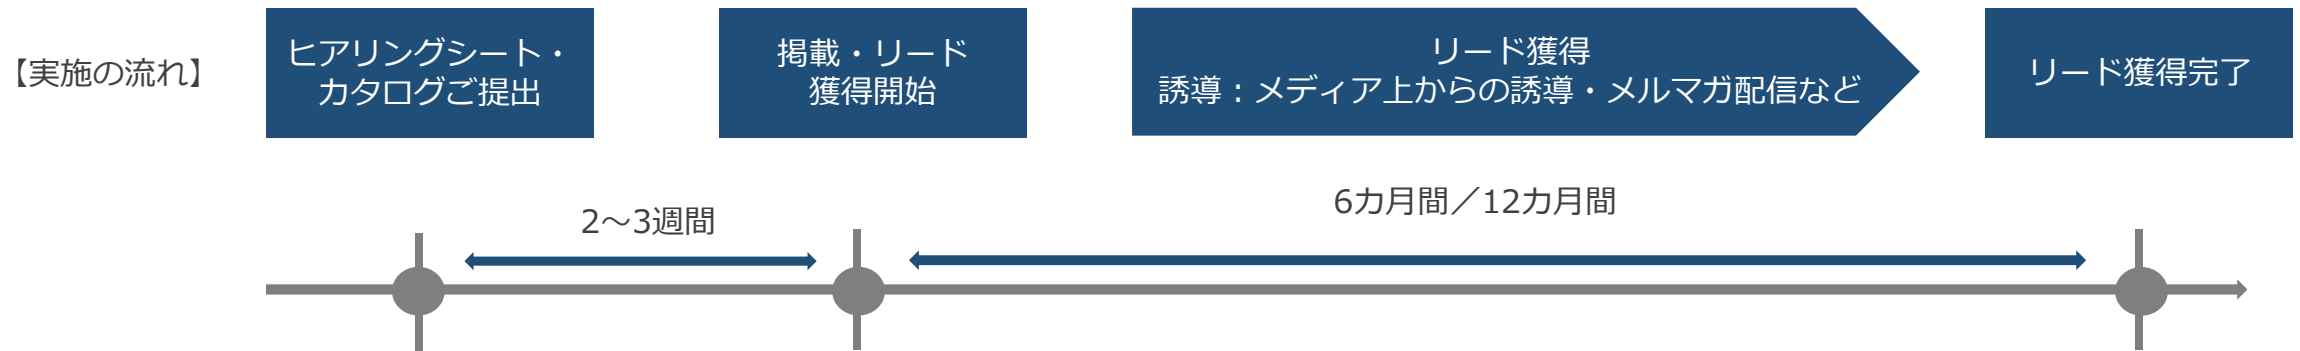 【実施の流れ】
ヒアリングシート・
カタログご提出
掲載・リード
獲得開始
リード獲得
誘導：メディア上からの誘導・メルマガ配信など
リード獲得完了
2～3週間
6カ月間／12カ月間